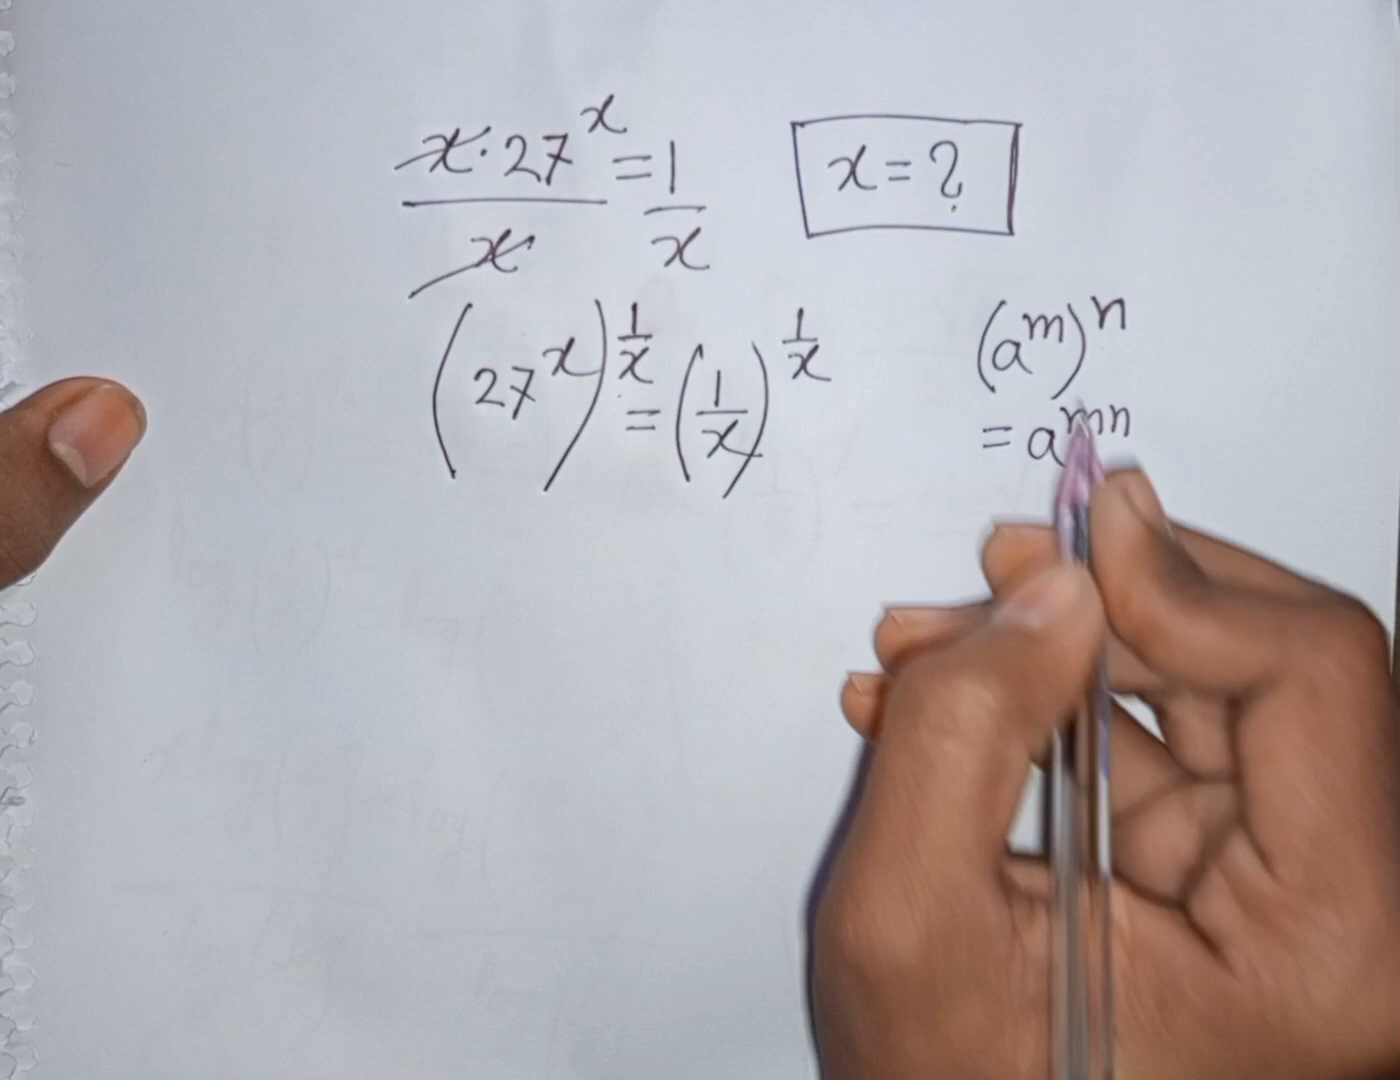 x·27^x/x = 1/x
x = ?
(27^x)^(1/x) = (1/x)^(1/x)
(a^m)^n
= a^mn